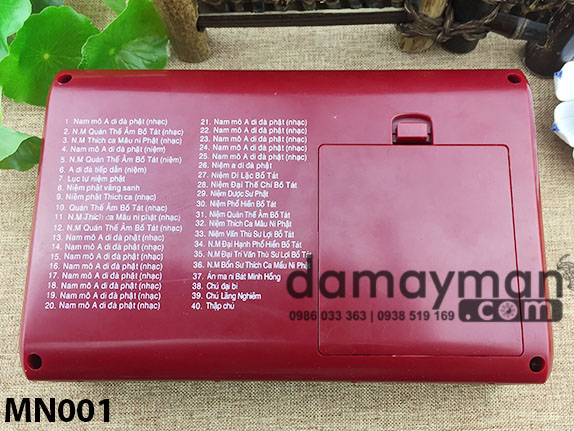 1 Nam mô A di đà phật (nhạc)
2. N.M Quán Thế Âm Bồ Tát (nhạc)
3. N.M Thích ca Mâu ni Phật (nhạc)
4. Nam mô A di đà phật (niệm)
5. N.M Quán Thế Âm Bồ Tát (niệm)
6. A di đà tiếp dẫn (niệm)
7. Lục tự niệm phật
8. Niệm phật vãng sanh
9. Niệm phật Thích ca (nhạc)
10. Quán Thế Âm Bồ Tát (nhạc)
11. N.M Thích ca Mâu ni phật (nhạc)
12. N.M Quán Thế Âm Bồ Tát (nhạc)
13. Nam mô A di đà phật (nhạc)
14. Nam mô A di đà phật (nhạc)
15. Nam mô A di đà phật (nhạc)
16. Nam mô A di đà phật (nhạc)
17. Nam mô A di đà phật (nhạc)
18. Nam mô A di đà phật (nhạc)
19. Nam mô A di đà phật (nhạc)
20. Nam mô A di đà phật (nhạc)
21. Nam mô A di đà phật (nhạc)
22. Nam mô A di đà phật (nhạc)
23. Nam mô A di đà phật (nhạc)
24. Nam mô A di đà phật (nhạc)
25. Nam mô A di đà phật (nhạc)
26. Niệm a di đà phật
27. Niệm Di Lặc Bồ Tát
28. Niệm Đại Thế Chí Bồ Tát
29. Niệm Dược Sư Phật
30. Niệm Phổ Hiền Bồ Tát
31. Niệm Quán Thế Âm Bồ Tát
32. Niệm Thích Ca Mâu Ni Phật
33. Niệm Văn Thù Sư Lợi Bồ Tát
34. N.M Đại Hạnh Phổ Hiền Bồ Tát
35. N.M Đại Trí Văn Thù Sư Lợi Bồ Tát
36. N.M Bổn Sư Thích Ca Mâu Ni Phật
37. Án ma ni Bát Minh Hồng
38. Chú đại bi
39. Chú Lăng Nghiêm
40. Thập chú
damayman
.com
0986 033 363 | 0938 519 169
MN001